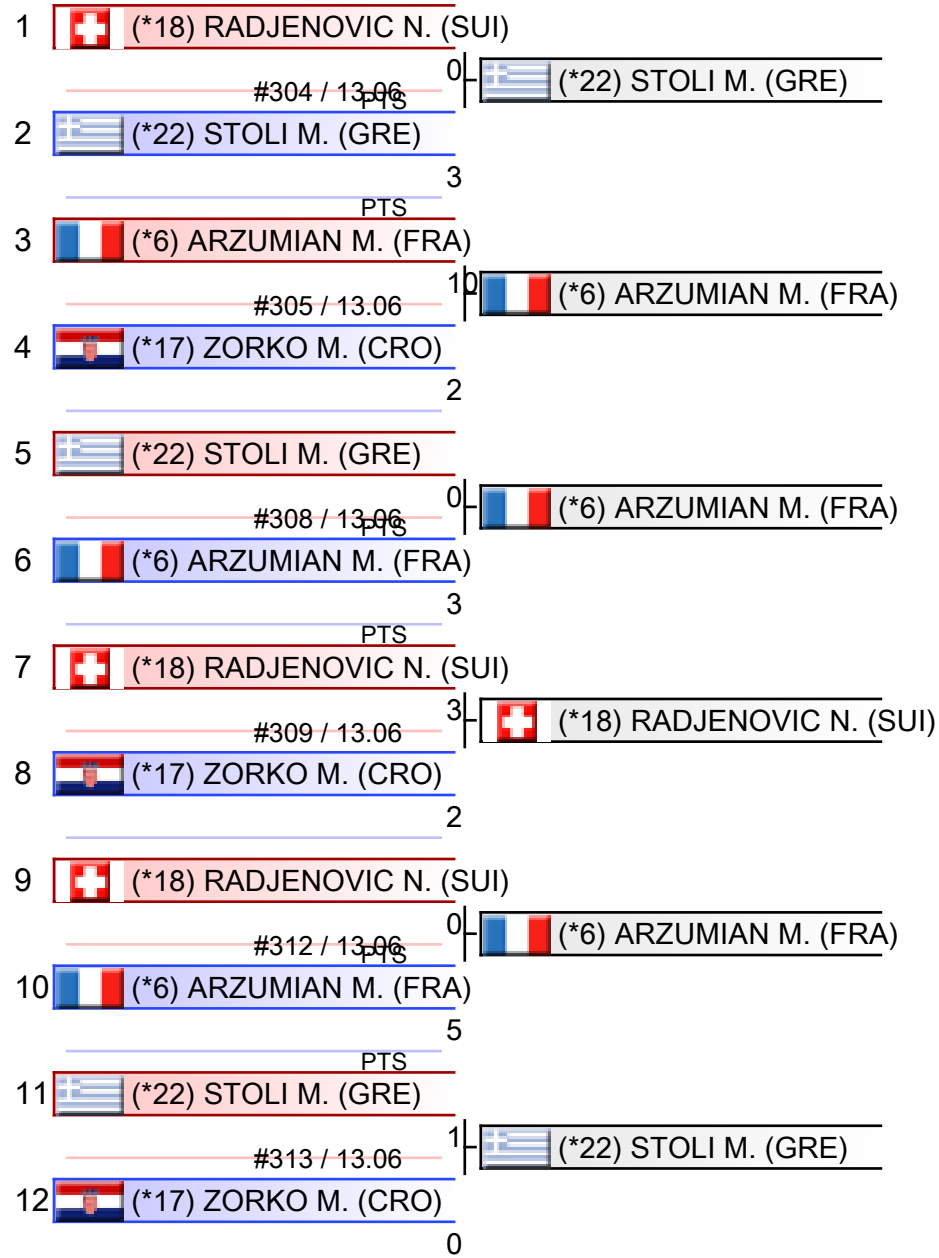 1 (*18) RADJENOVIC N. (SUI)
0 (*22) STOLI M. (GRE)
#304 / 13.06
PTS
2 (*22) STOLI M. (GRE)
3
PTS
3 (*6) ARZUMIAN M. (FRA)
10 (*6) ARZUMIAN M. (FRA)
#305 / 13.06
4 (*17) ZORKO M. (CRO)
2
5 (*22) STOLI M. (GRE)
0 (*6) ARZUMIAN M. (FRA)
#308 / 13.06
PTS
6 (*6) ARZUMIAN M. (FRA)
3
PTS
7 (*18) RADJENOVIC N. (SUI)
3 (*18) RADJENOVIC N. (SUI)
#309 / 13.06
8 (*17) ZORKO M. (CRO)
2
9 (*18) RADJENOVIC N. (SUI)
0 (*6) ARZUMIAN M. (FRA)
#312 / 13.06
PTS
10 (*6) ARZUMIAN M. (FRA)
5
PTS
11 (*22) STOLI M. (GRE)
1 (*22) STOLI M. (GRE)
#313 / 13.06
12 (*17) ZORKO M. (CRO)
0